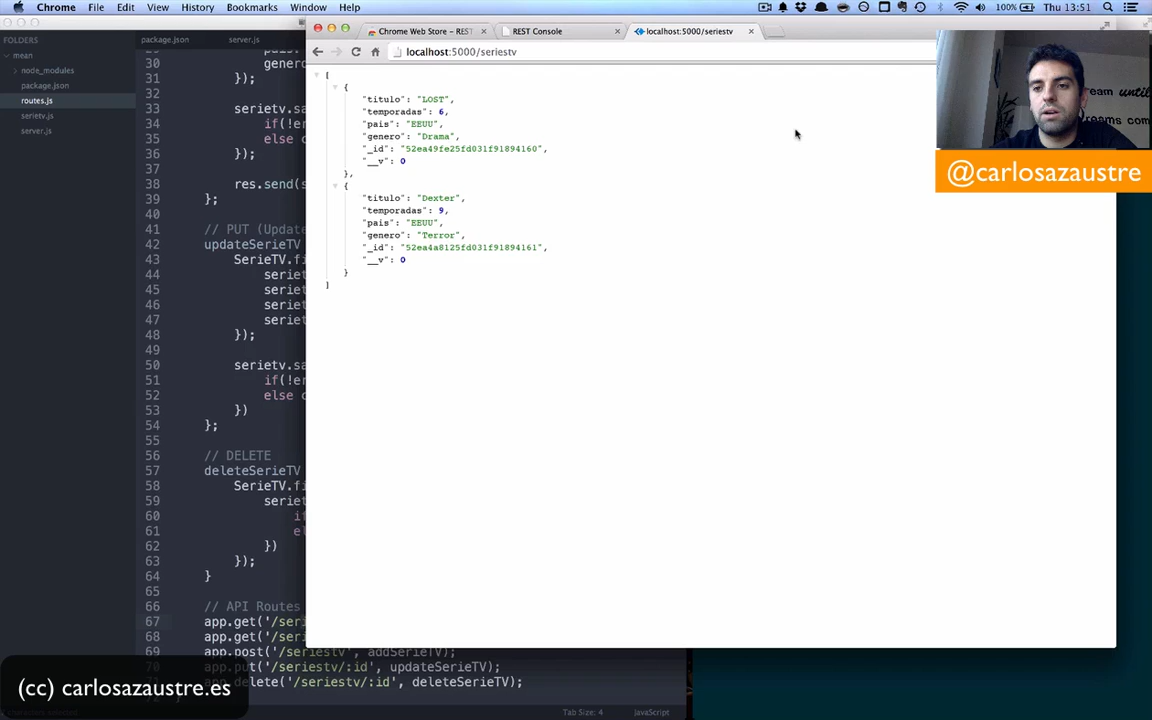 Chrome File Edit View History Bookmarks Window Help 100% Thu 13:51
FOLDERS
mean
node_modules
package.json
routes.js
serietv.js
server.js
package.json server.js
Chrome Web Store – REST
REST Console
localhost:5000/seriestv
localhost:5000/seriestv
[
{
"titulo": "LOST",
"temporadas": 6,
"pais": "EEUU",
"genero": "Drama",
"_id": "52ea49fe25fd031f91894160",
"__v": 0
},
{
"titulo": "Dexter",
"temporadas": 9,
"pais": "EEUU",
"genero": "Terror",
"_id": "52ea4a8125fd031f91894161",
"__v": 0
}
]
ream until
reams com
@carlosazaustre
30 genero
31 });
32
33 serietv.sa
34 if(!er
35 else c
36 });
37
38 res.send(s
39 };
40
41 // PUT (Updat
42 updateSerieTV
43 SerieTV.fi
44 seriet
45 seriet
46 seriet
47 seriet
48 });
49
50 serietv.sa
51 if(!er
52 else c
53 })
54 };
55
56 // DELETE
57 deleteSerieTV
58 SerieTV.fi
59 seriet
60
61
62 })
63 });
64 }
65
66 // API Routes
67 app.get('/seri
68 app.get('/seri
69 app.post('/seriestv', addSerieTV);
70 app.put('/seriestv/:id', updateSerieTV);
app.delete('/seriestv/:id', deleteSerieTV);
(cc) carlosazaustre.es
Tab Size: 4 JavaScript